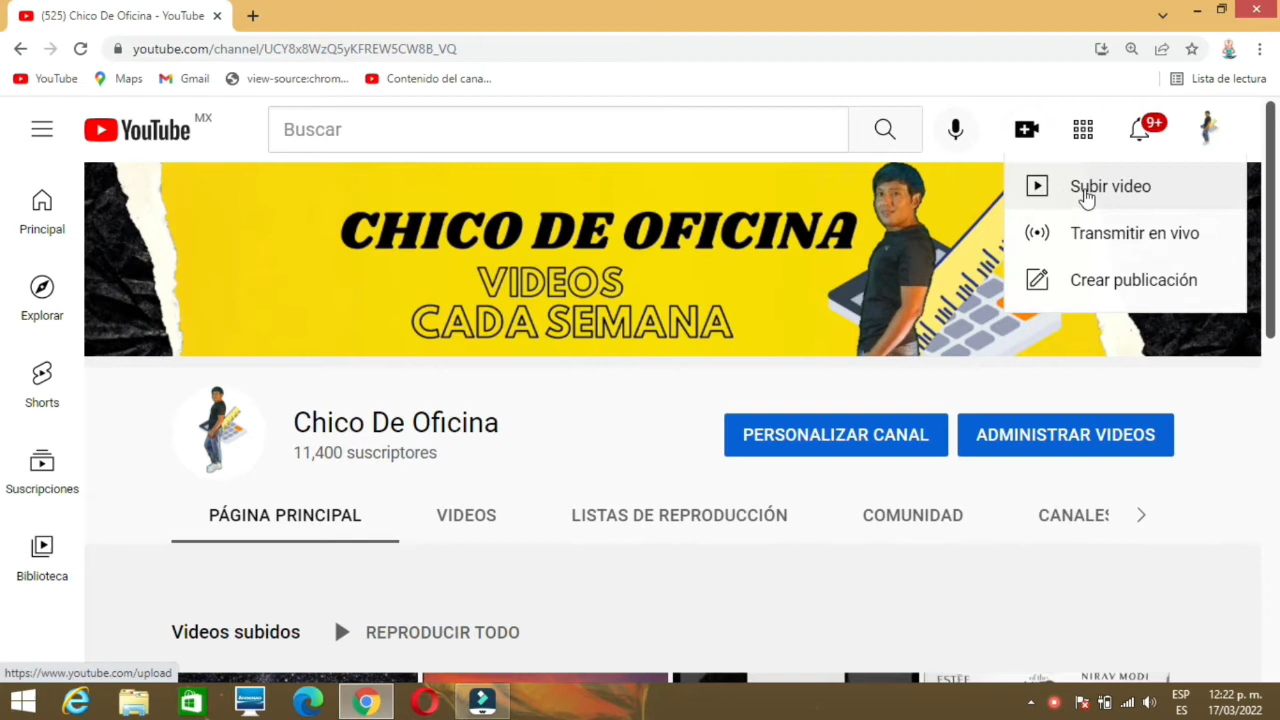 (525) Chico De Oficina - YouTube
youtube.com/channel/UCY8x8WzQ5yKFREW5CW8B_VQ
YouTube
Maps
Gmail
view-source:chrom...
Contenido del cana...
Lista de lectura
YouTube MX
Buscar
9+
Subir video
Transmitir en vivo
Crear publicación
Principal
Explorar
Shorts
Suscripciones
Biblioteca
CHICO DE OFICINA
VIDEOS
CADA SEMANA
Chico De Oficina
11,400 suscriptores
PERSONALIZAR CANAL
ADMINISTRAR VIDEOS
PÁGINA PRINCIPAL
VIDEOS
LISTAS DE REPRODUCCIÓN
COMUNIDAD
CANALES
Videos subidos
REPRODUCIR TODO
ESTÉE
of the
NIRAV MODI
https://www.youtube.com/upload
ESP
ES
12:22 p. m.
17/03/2022